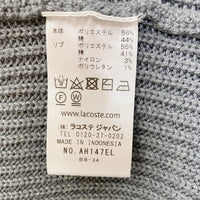 本体 ポリエステル 56%
綿 44%
リブ ポリエステル 55%
綿 41%
ナイロン 3%
ポリウレタン 1%
www.lacoste.com
(株) ラコステ ジャパン
TEL 0120-37-0202
MADE IN INDONESIA
NO. AH147EL